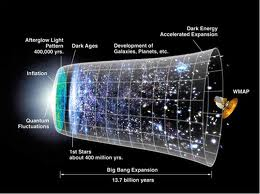 Dark Energy
Accelerated Expansion
Afterglow Light
Pattern
400,000 yrs.
Dark Ages
Development of
Galaxies, Planets, etc.
Inflation
WMAP
Quantum
Fluctuations
1st Stars
about 400 million yrs.
Big Bang Expansion
13.7 billion years